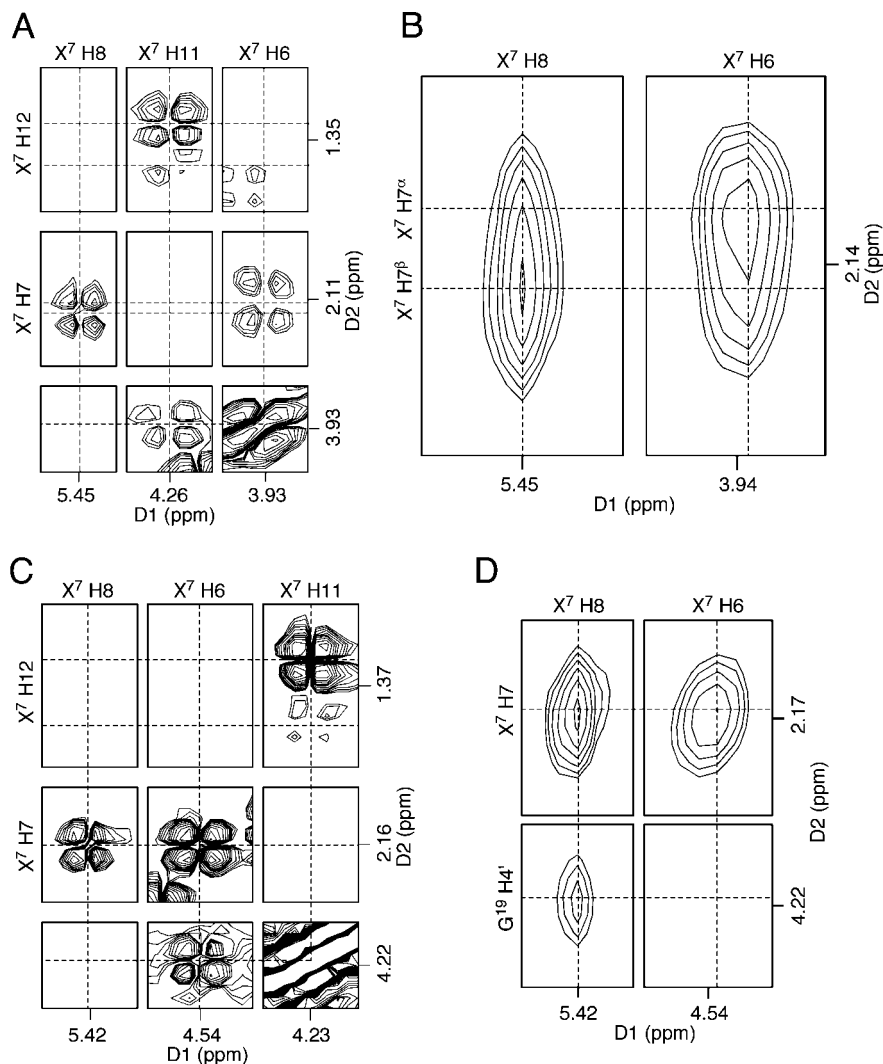 A
X⁷ H8 X⁷ H11 X⁷ H6
X⁷ H12
1.35
X⁷ H7
2.11
D2 (ppm)
3.93
5.45 4.26 3.93
D1 (ppm)
B
X⁷ H8 X⁷ H6
X⁷ H7α
X⁷ H7β
2.14
D2 (ppm)
5.45 3.94
D1 (ppm)
C
X⁷ H8 X⁷ H6 X⁷ H11
X⁷ H12
1.37
X⁷ H7
2.16
D2 (ppm)
4.22
5.42 4.54 4.23
D1 (ppm)
D
X⁷ H8 X⁷ H6
X⁷ H7
2.17
D2 (ppm)
G¹⁹ H4'
4.22
5.42 4.54
D1 (ppm)